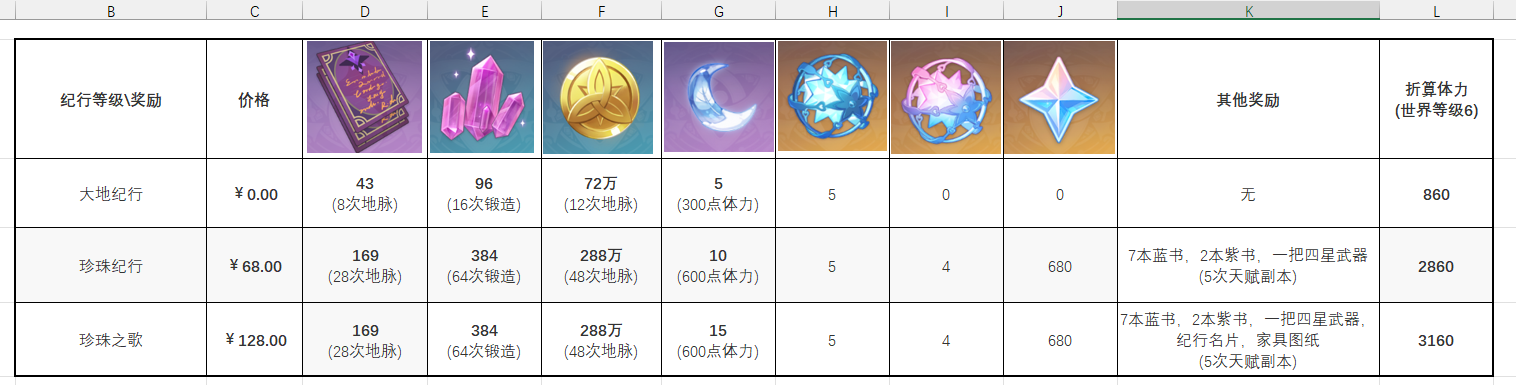 B C D E F G H I J K L
纪行等级\奖励 价格 其他奖励 折算体力
(世界等级6)
大地纪行 ¥ 0.00 43 96 72万 5 5 0 0 无 860
(8次地脉) (16次锻造) (12次地脉) (300点体力)
珍珠纪行 ¥ 68.00 169 384 288万 10 5 4 680 7本蓝书，2本紫书，一把四星武器 2860
(28次地脉) (64次锻造) (48次地脉) (600点体力) (5次天赋副本)
珍珠之歌 ¥ 128.00 169 384 288万 15 5 4 680 7本蓝书，2本紫书，一把四星武器， 3160
纪行名片，家具图纸
(28次地脉) (64次锻造) (48次地脉) (600点体力) (5次天赋副本)